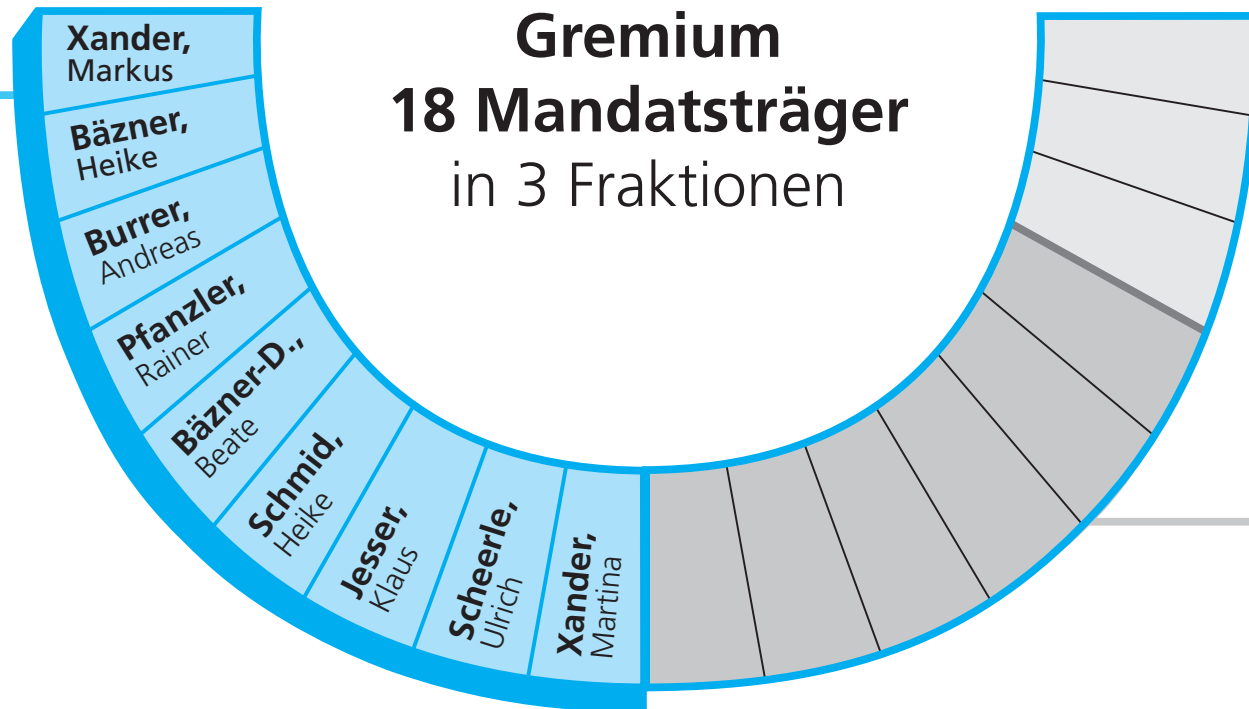 Gremium
18 Mandatsträger
in 3 Fraktionen
Xander,
Markus
Bäzner,
Heike
Burrer,
Andreas
Pfanzler,
Rainer
Bäzner-D.,
Beate
Schmid,
Heike
Jesser,
Klaus
Scheerle,
Ulrich
Xander,
Martina